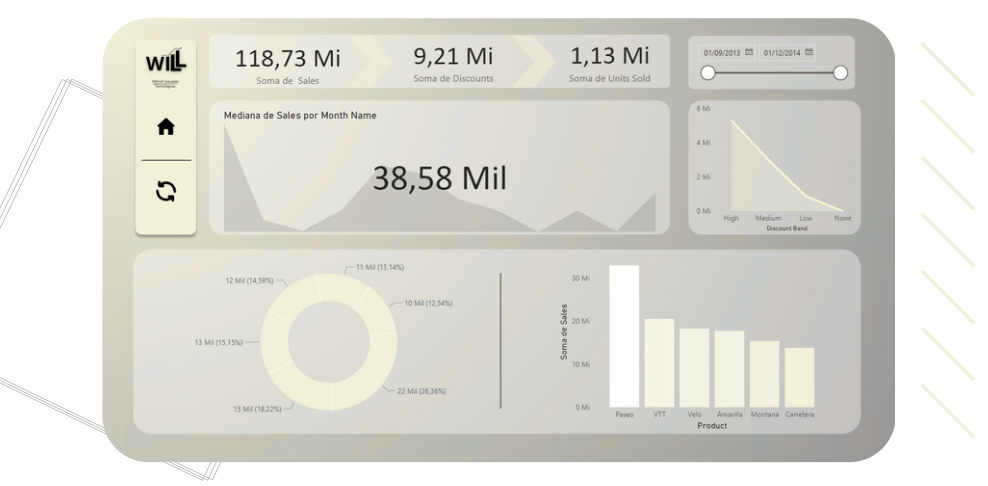 WILL
118,73 Mi
Soma de Sales
9,21 Mi
Soma de Discounts
1,13 Mi
Soma de Units Sold
01/09/2013
01/12/2014
Mediana de Sales por Month Name
38,58 Mil
6 Mi
4 Mi
2 Mi
0 Mi
High
Medium
Low
None
Discount Band
11 Mil (13,14%)
12 Mil (14,59%)
10 Mil (12,54%)
13 Mil (15,15%)
22 Mil (26,36%)
15 Mil (18,22%)
Soma de Sales
30 Mi
20 Mi
10 Mi
0 Mi
Paseo
VTT
Velo
Amarilla
Montana
Carretera
Product